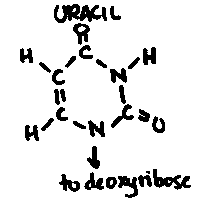 URACIL
O
H C N H
C
C C O
H N
to deoxyribose